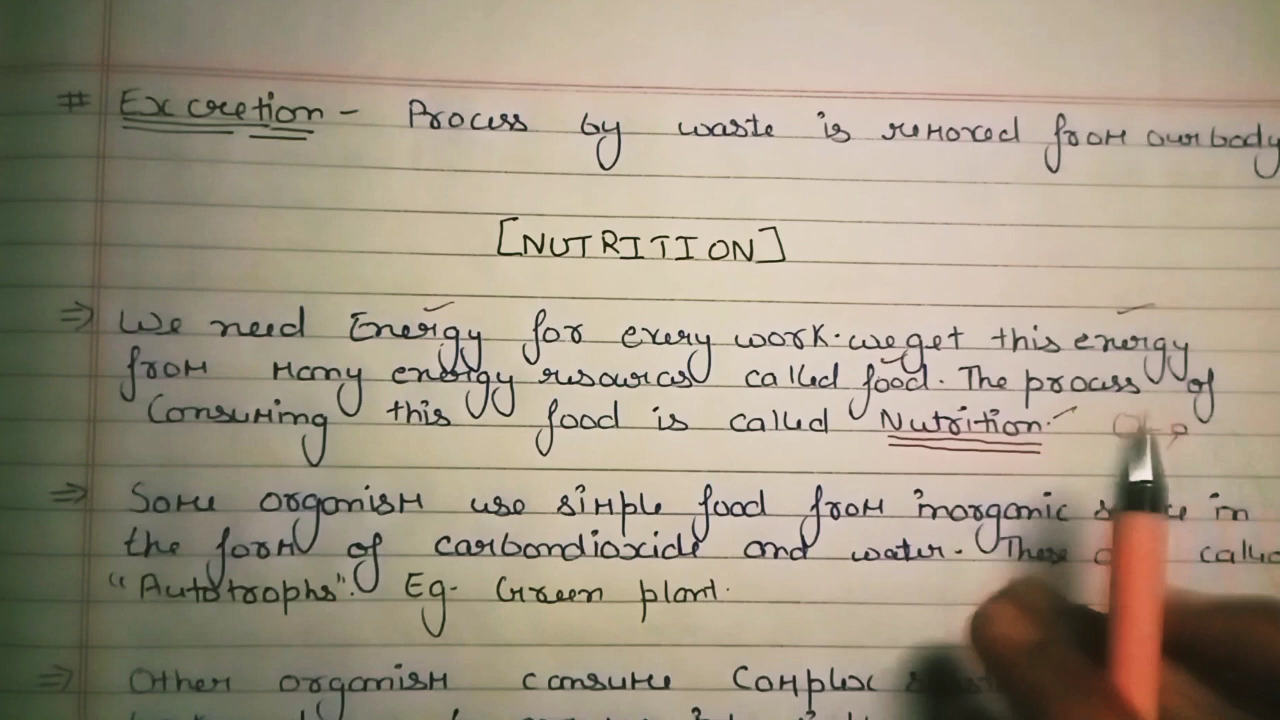 # Excretion - Process by waste is removed from our body
[NUTRITION]
⇒ We need Energy for every work. we get this energy
from many energy resources called food. The process of
Consuming this food is called Nutrition.
⇒ Some organism use simple food from inorganic in
the form of carbondioxide and water. These called
"Autotrophs". Eg- Green plant.
⇒ Other organism consume Complex